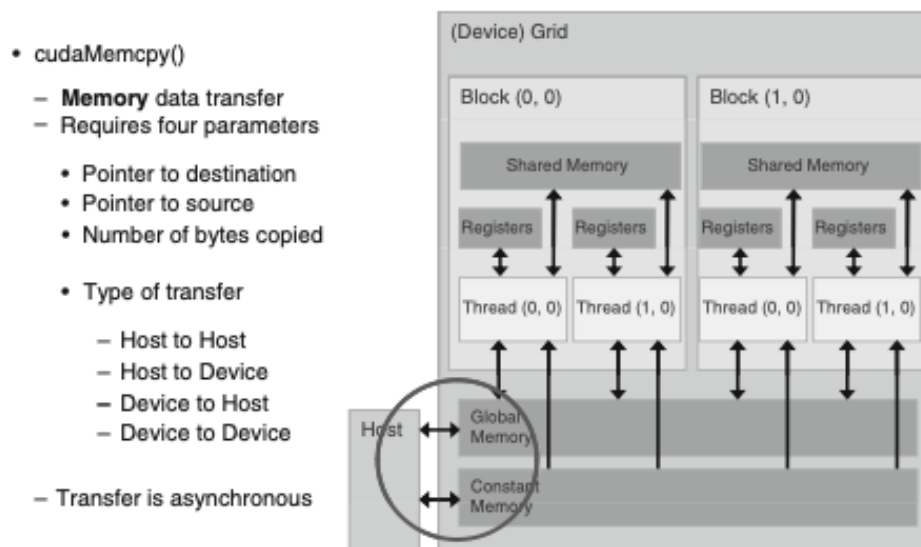 • cudaMemcpy()
– Memory data transfer
– Requires four parameters
• Pointer to destination
• Pointer to source
• Number of bytes copied
• Type of transfer
– Host to Host
– Host to Device
– Device to Host
– Device to Device
– Transfer is asynchronous
(Device) Grid
Block (0, 0)
Block (1, 0)
Shared Memory
Shared Memory
Registers
Registers
Registers
Registers
Thread (0, 0)
Thread (1, 0)
Thread (0, 0)
Thread (1, 0)
Host
Global
Memory
Constant
Memory